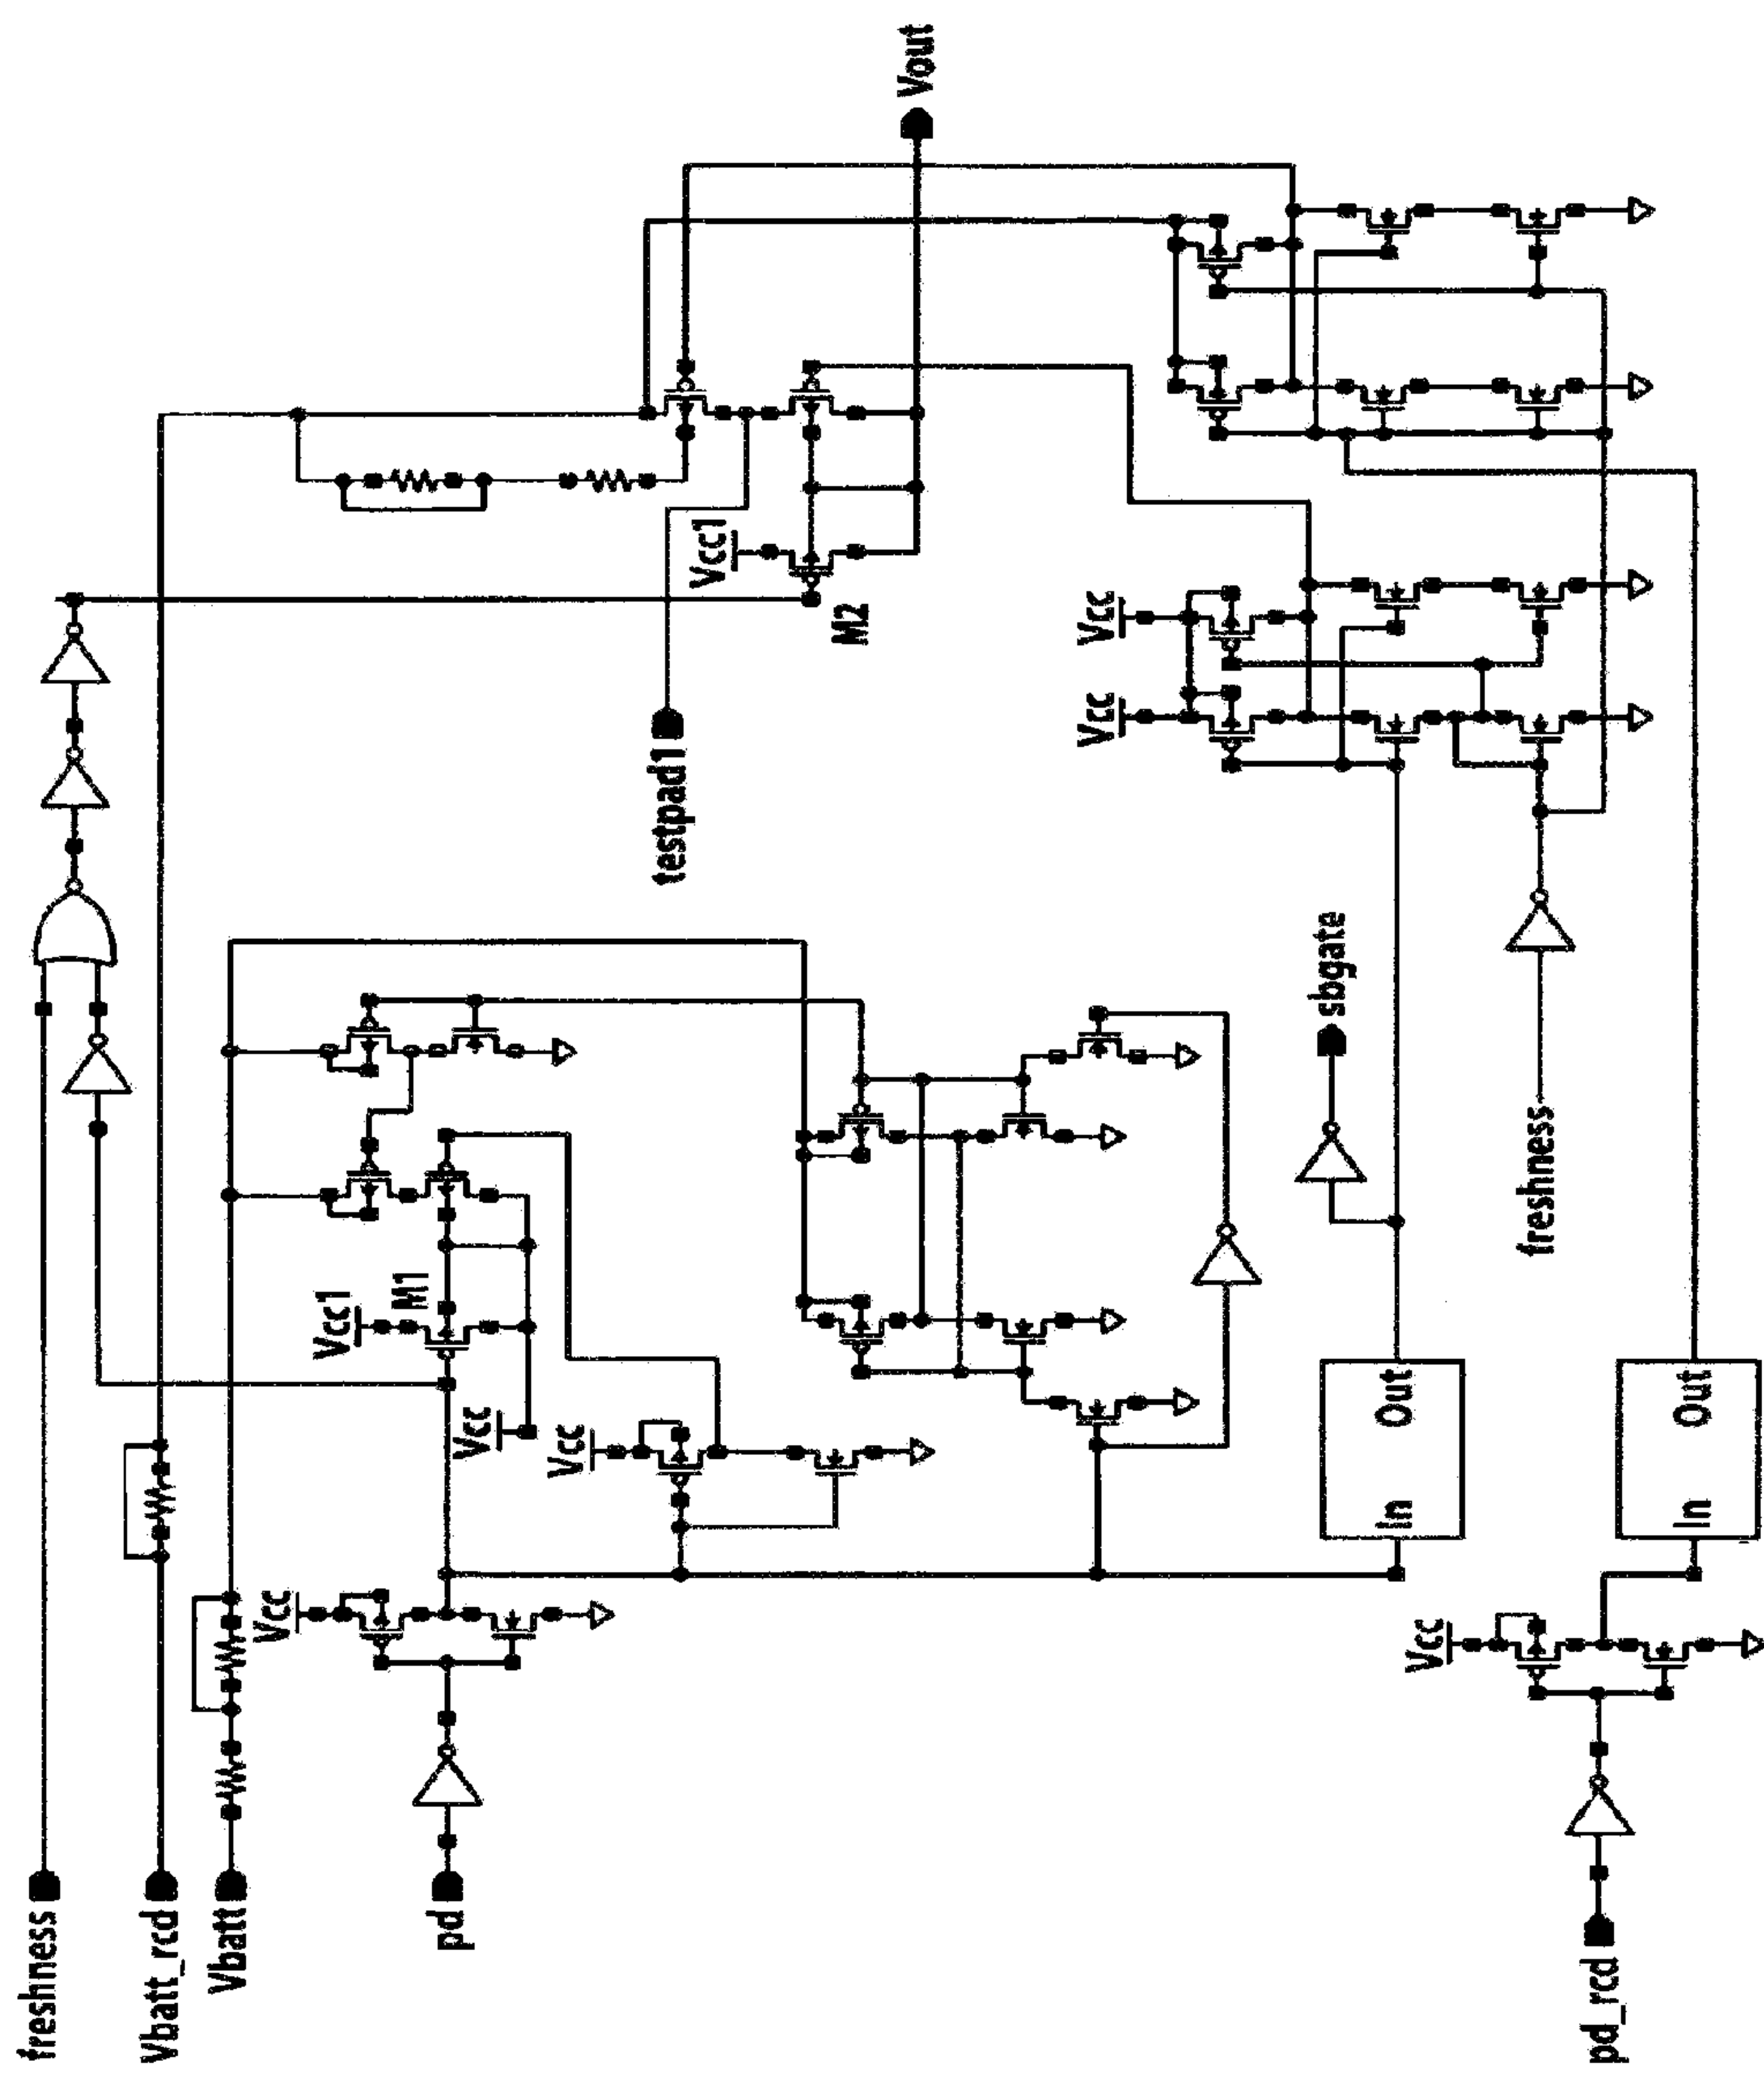 freshness
Vbatt_rcd
Vbatt
Vcc
Vcc1
M1
pd
Vcc
Vcc
testpad1
Vcc1
M2
Vout
Vcc
Vcc
sbgate
In Out
Vcc
freshness
pd_rcd
In Out